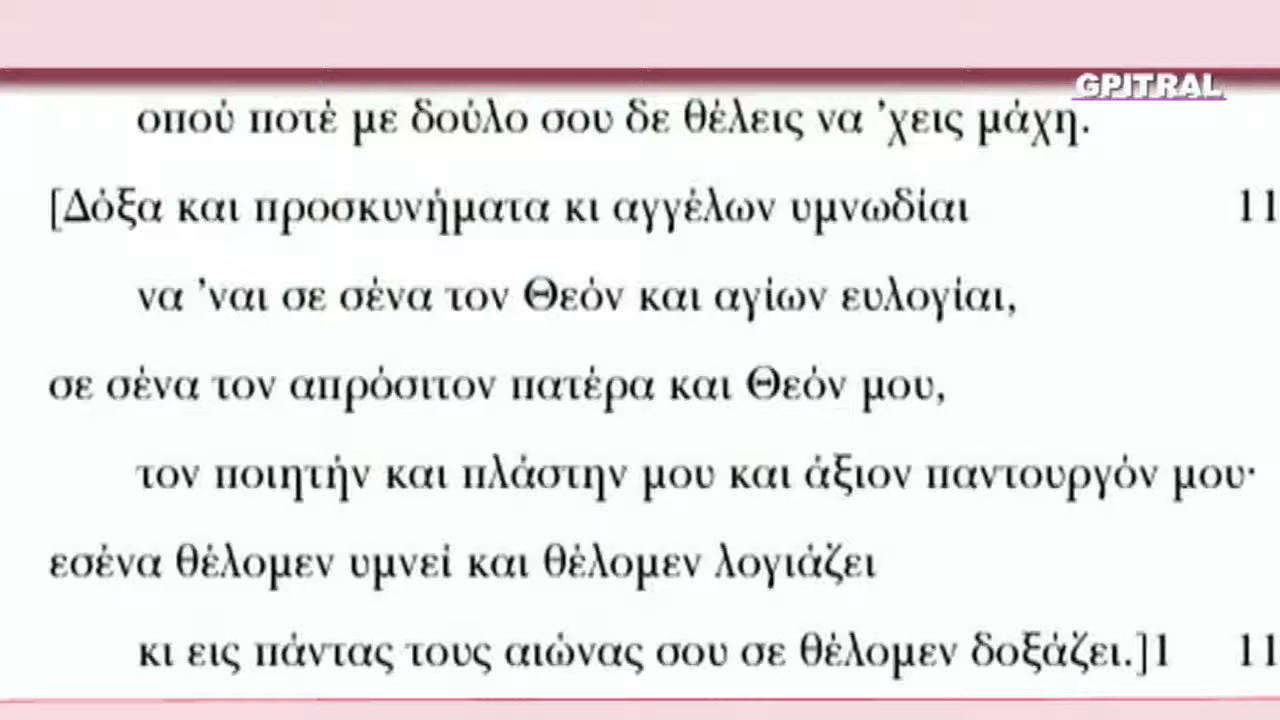 GPJTRAL
οπού ποτέ με δούλο σου δε θέλεις να ’χεις μάχη.
[Δόξα και προσκυνήματα κι αγγέλων υμνωδίαι 11
να ’ναι σε σένα τον Θεόν και αγίων ευλογίαι,
σε σένα τον απρόσιτον πατέρα και Θεόν μου,
τον ποιητήν και πλάστην μου και άξιον παντουργόν μου·
εσένα θέλομεν υμνεί και θέλομεν λογιάζει
κι εις πάντας τους αιώνας σου σε θέλομεν δοξάζει.]1 11